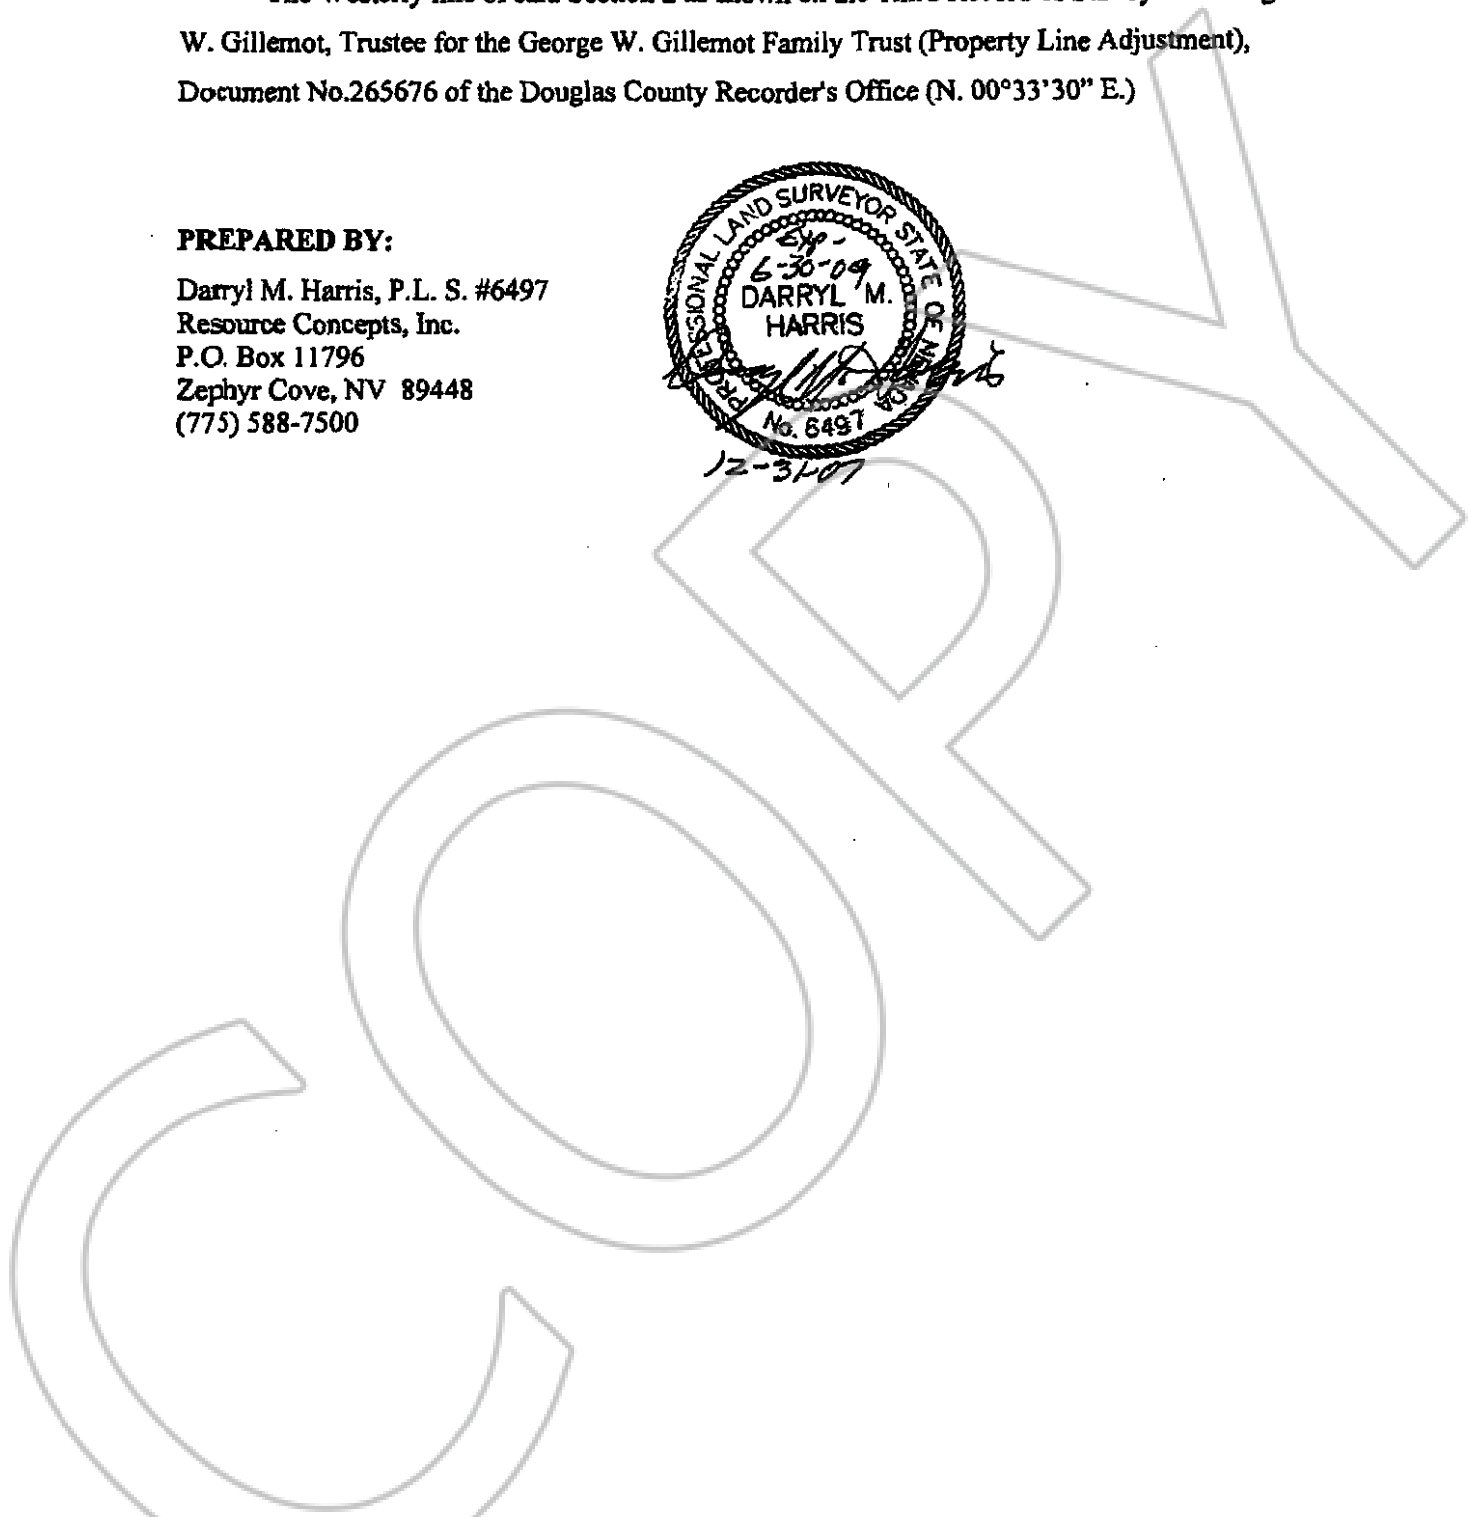 W. Gillemot, Trustee for the George W. Gillemot Family Trust (Property Line Adjustment),
Document No.265676 of the Douglas County Recorder's Office (N. 00°33'30” E.)
PREPARED BY:
Darryl M. Harris, P.L. S. #6497
Resource Concepts, Inc.
P.O. Box 11796
Zephyr Cove, NV 89448
(775) 588-7500
PROFESSIONAL LAND SURVEYOR STATE OF NEVADA
Exp.
6-30-09
DARRYL M.
HARRIS
No. 6497
12-31-07
COPY